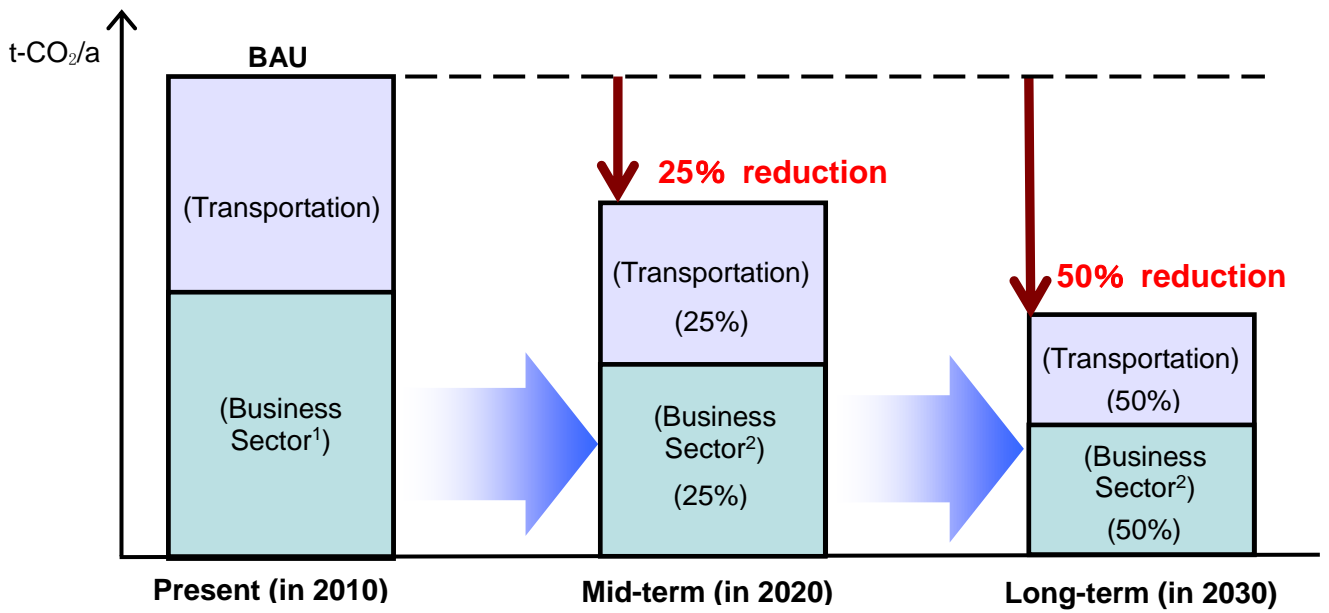 t-CO₂/a
BAU
(Transportation)
(Business
Sector¹)
25% reduction
(Transportation)
(25%)
(Business
Sector²)
(25%)
50% reduction
(Transportation)
(50%)
(Business
Sector²)
(50%)
Present (in 2010)
Mid-term (in 2020)
Long-term (in 2030)